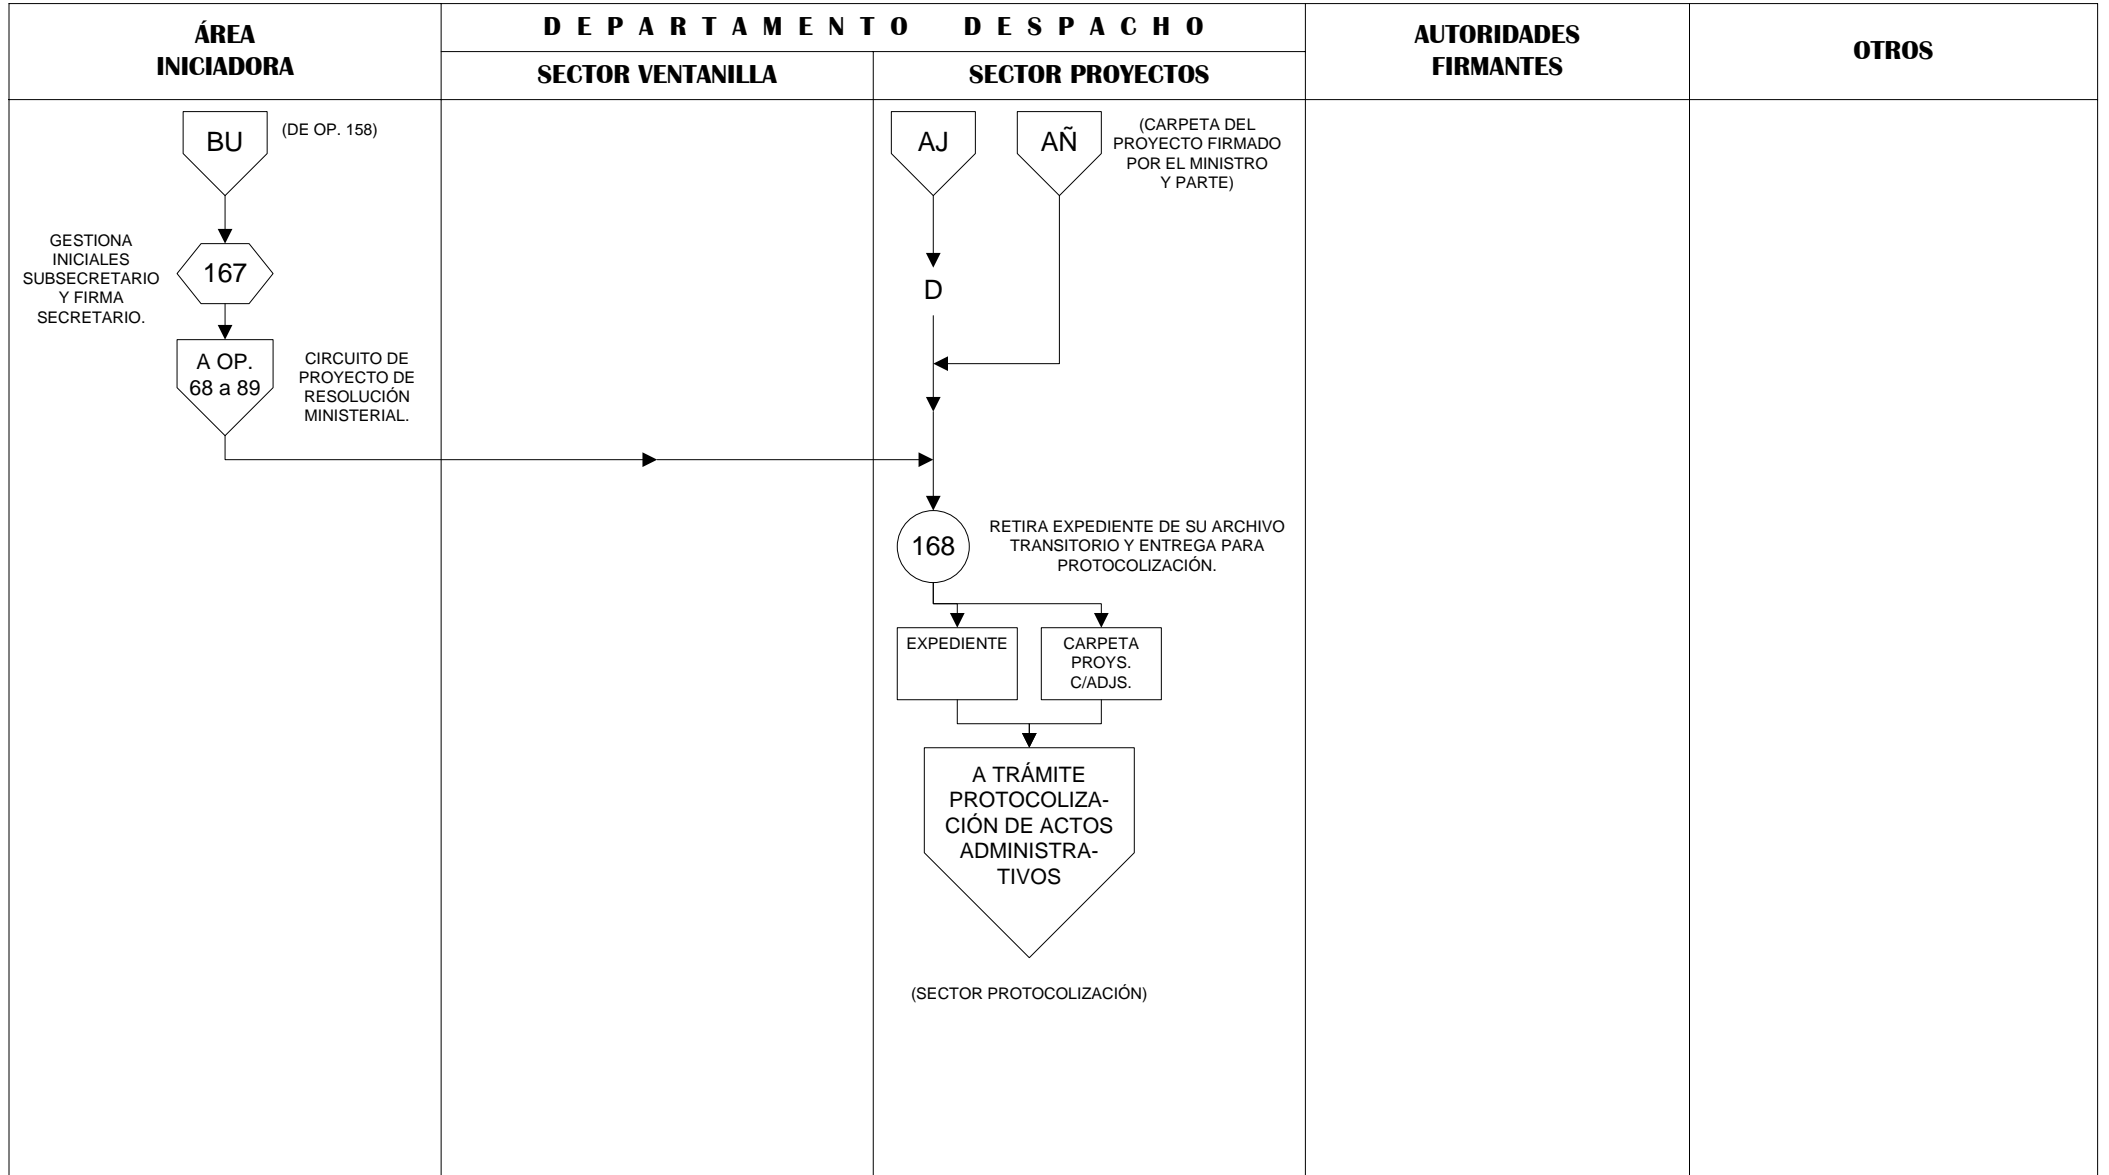 ÁREA
INICIADORA
DEPARTAMENTO DESPACHO
SECTOR VENTANILLA
SECTOR PROYECTOS
AUTORIDADES
FIRMANTES
OTROS
BU
(DE OP. 158)
GESTIONA
INICIALES
SUBSECRETARIO
Y FIRMA
SECRETARIO.
167
A OP.
68 a 89
CIRCUITO DE
PROYECTO DE
RESOLUCIÓN
MINISTERIAL.
AJ
AÑ
(CARPETA DEL
PROYECTO FIRMADO
POR EL MINISTRO
Y PARTE)
D
168
RETIRA EXPEDIENTE DE SU ARCHIVO
TRANSITORIO Y ENTREGA PARA
PROTOCOLIZACIÓN.
EXPEDIENTE
CARPETA
PROYS.
C/ADJS.
A TRÁMITE
PROTOCOLIZA-
CIÓN DE ACTOS
ADMINISTRA-
TIVOS
(SECTOR PROTOCOLIZACIÓN)